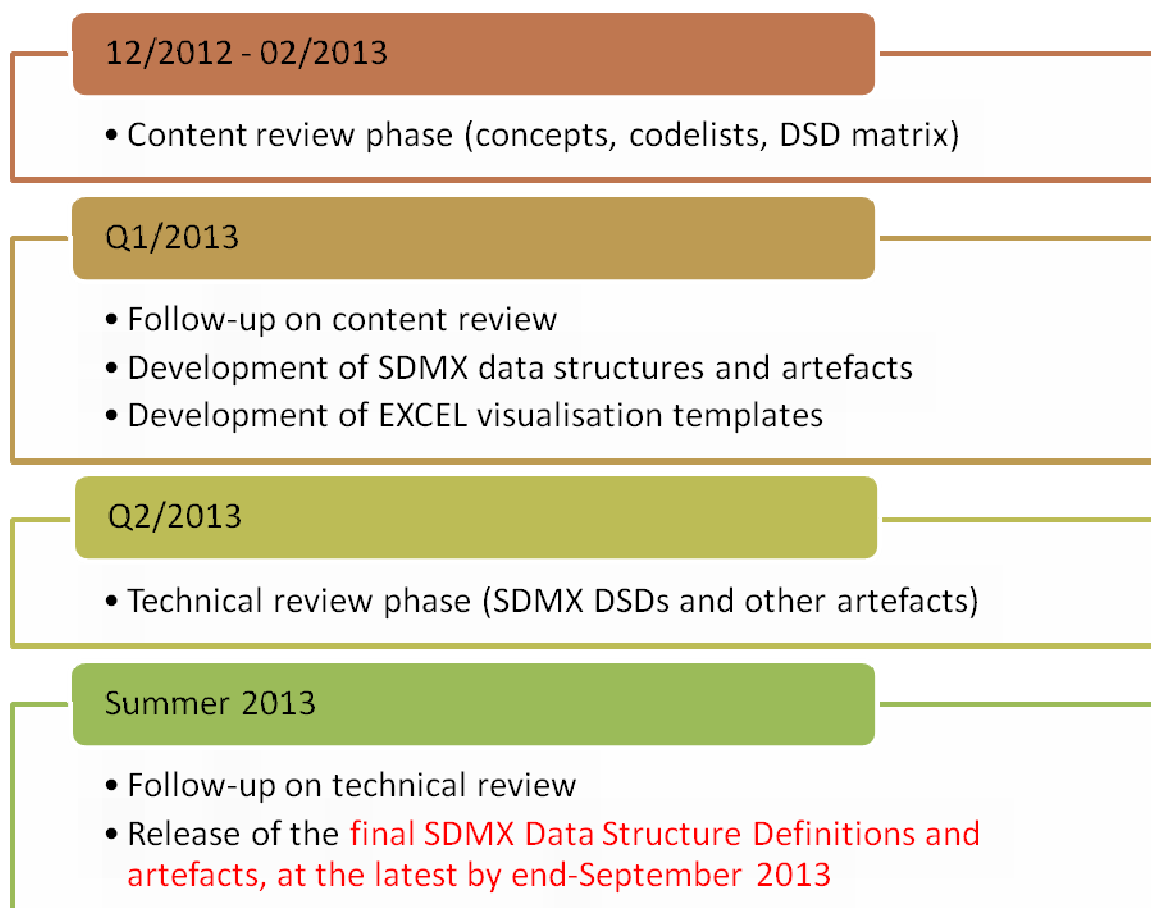 12/2012 - 02/2013
• Content review phase (concepts, codelists, DSD matrix)
Q1/2013
• Follow-up on content review
• Development of SDMX data structures and artefacts
• Development of EXCEL visualisation templates
Q2/2013
• Technical review phase (SDMX DSDs and other artefacts)
Summer 2013
• Follow-up on technical review
• Release of the final SDMX Data Structure Definitions and
artefacts, at the latest by end-September 2013